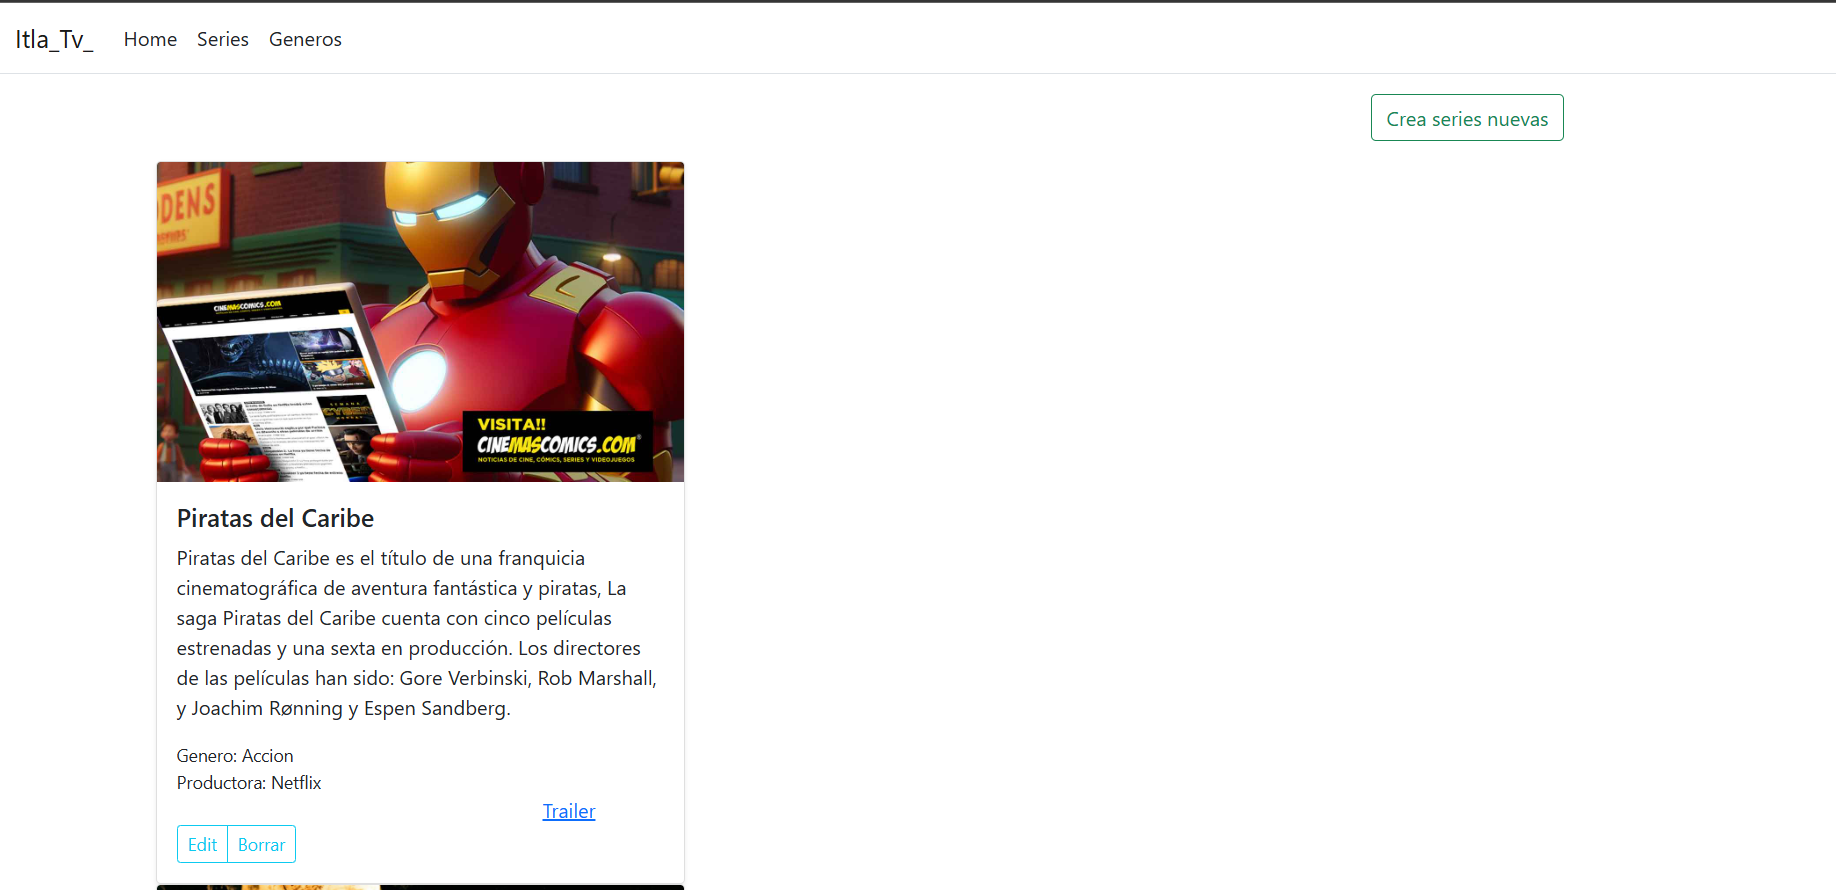 Itla_Tv_ Home Series Generos
Crea series nuevas
DENS
CINEMASCOMICS.COM
VISITA!!
CINEMASCOMICS.COM
NOTICIAS DE CINE, CÓMICS, SERIES Y VIDEOJUEGOS
Piratas del Caribe
Piratas del Caribe es el título de una franquicia
cinematográfica de aventura fantástica y piratas, La
saga Piratas del Caribe cuenta con cinco películas
estrenadas y una sexta en producción. Los directores
de las películas han sido: Gore Verbinski, Rob Marshall,
y Joachim Rønning y Espen Sandberg.
Genero: Accion
Productora: Netflix
Trailer
Edit Borrar